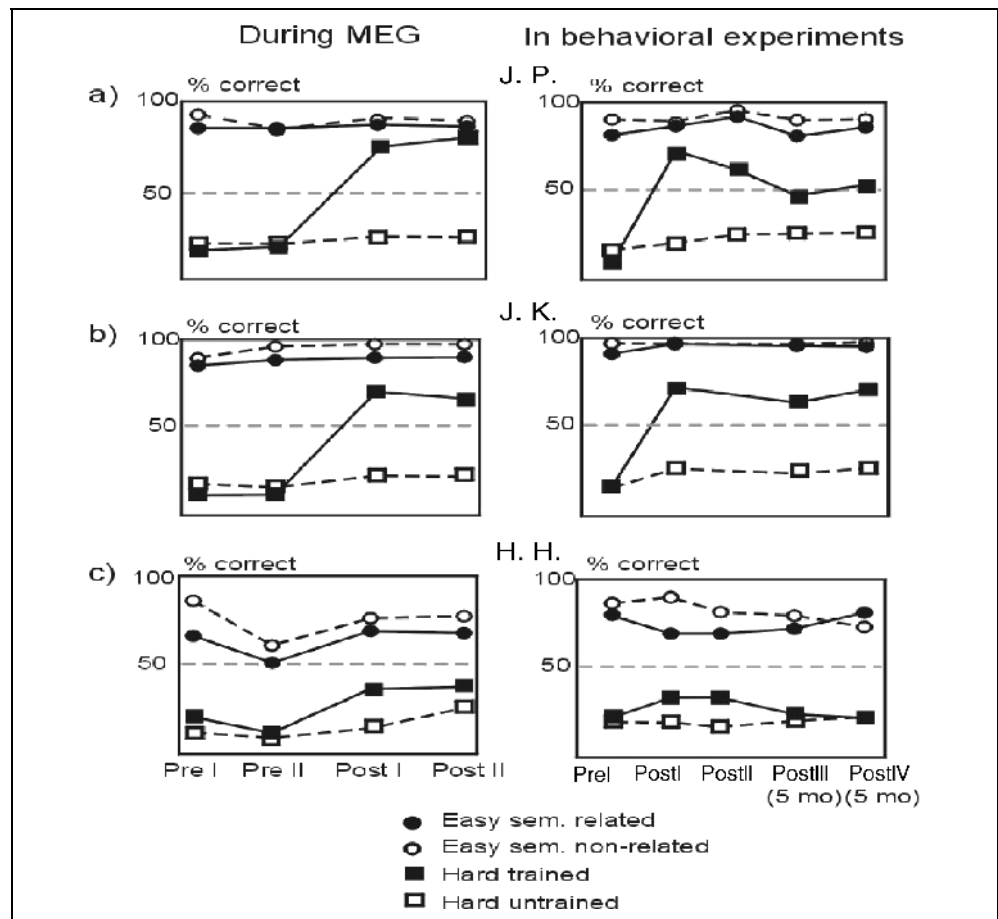 During MEG In behavioral experiments
J. P.
a) % correct % correct
100 100
50 50
J. K.
b) % correct % correct
100 100
50 50
H. H.
c) % correct % correct
100 100
50 50
Pre I Pre II Post I Post II PreI PostI PostII PostIII PostIV
(5 mo) (5 mo)
Easy sem. related
Easy sem. non-related
Hard trained
Hard untrained